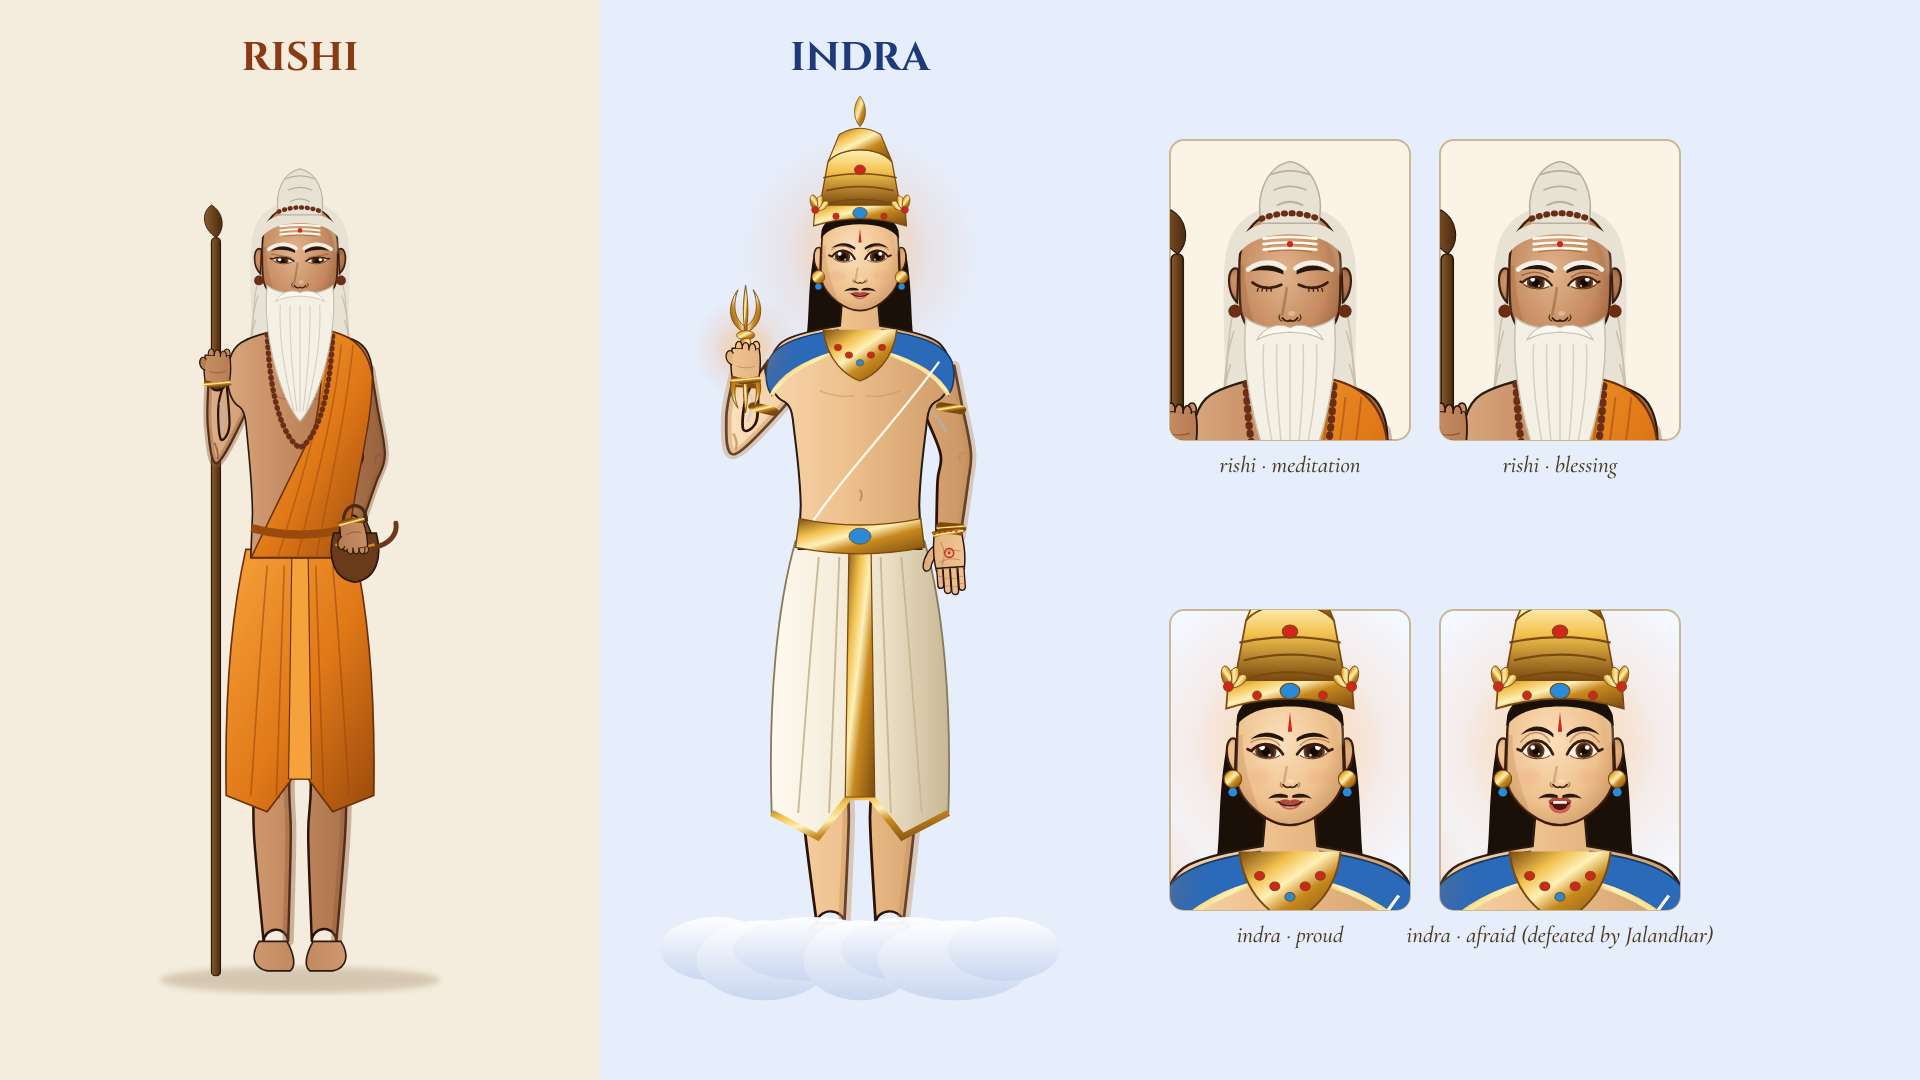 RISHI
INDRA
rishi · meditation
rishi · blessing
indra · proud
indra · afraid (defeated by Jalandhar)